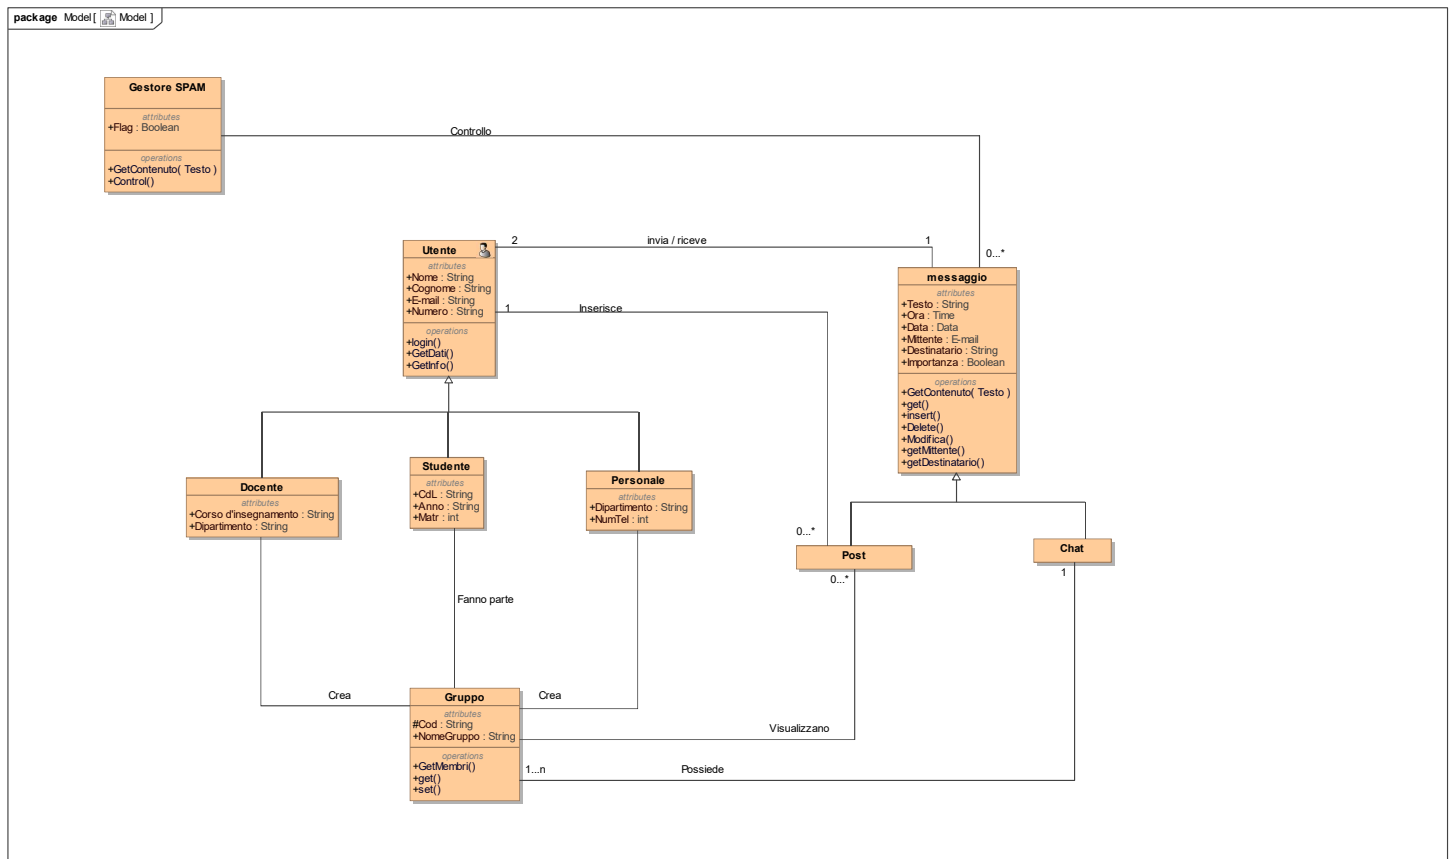 package Model [ Model ]
Gestore SPAM
attributes
+Flag : Boolean
operations
+GetContenuto( Testo )
+Control()
Controllo
0...*
Utente
attributes
+Nome : String
+Cognome : String
+E-mail : String
+Numero : String
operations
+login()
+GetDati()
+GetInfo()
2
invia / riceve
1
1
Inserisce
0...*
messaggio
attributes
+Testo : String
+Ora : Time
+Data : Data
+Mittente : E-mail
+Destinatario : String
+Importanza : Boolean
operations
+GetContenuto( Testo )
+get()
+insert()
+Delete()
+Modifica()
+getMittente()
+getDestinatario()
Docente
attributes
+Corso d'insegnamento : String
+Dipartimento : String
Studente
attributes
+CdL : String
+Anno : String
+Matr : int
Personale
attributes
+Dipartimento : String
+NumTel : int
Post
0...*
Chat
1
Fanno parte
Crea
Crea
Gruppo
attributes
#Cod : String
+NomeGruppo : String
operations
+GetMembri()
+get()
+set()
Visualizzano
1...n
Possiede